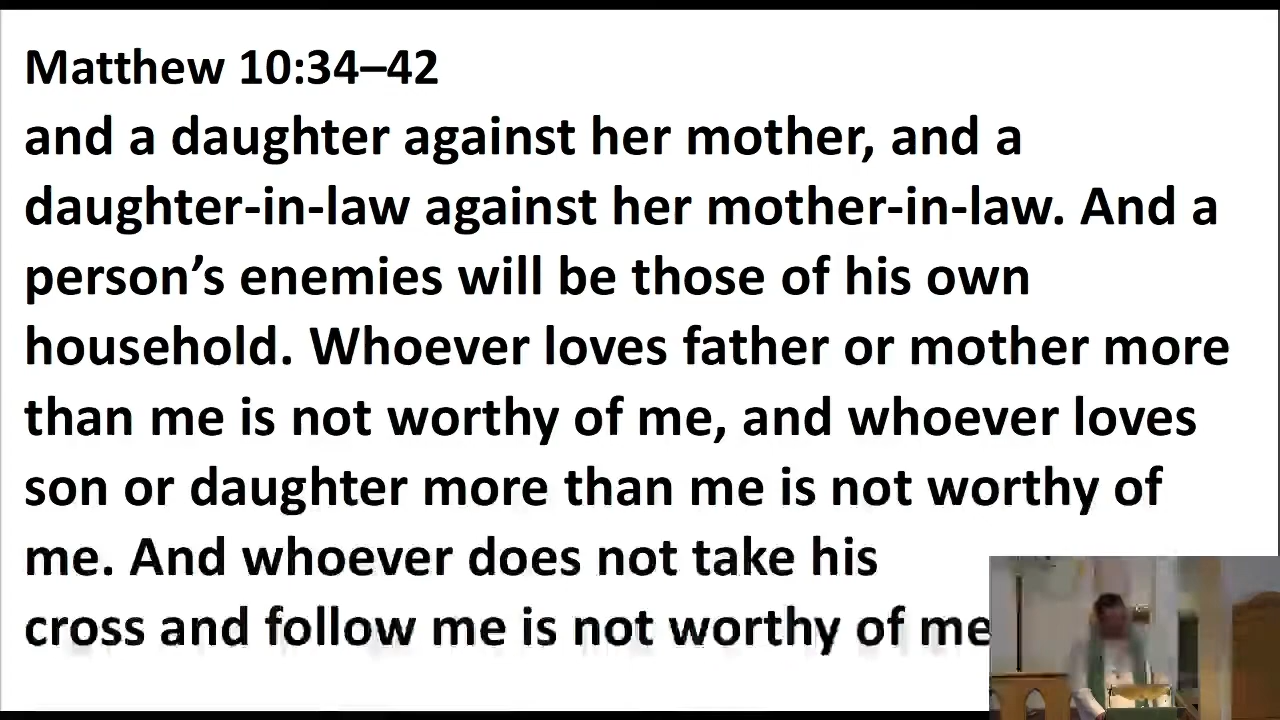 Matthew 10:34–42
and a daughter against her mother, and a
daughter-in-law against her mother-in-law. And a
person’s enemies will be those of his own
household. Whoever loves father or mother more
than me is not worthy of me, and whoever loves
son or daughter more than me is not worthy of
me. And whoever does not take his
cross and follow me is not worthy of me